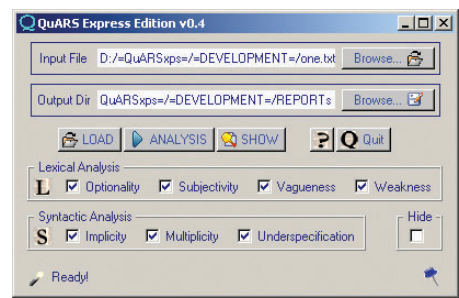 QuARS Express Edition v0.4
Input File D:/=QuARSxps=/=DEVELOPMENT=/one.txt Browse...
Output Dir QuARSxps=/=DEVELOPMENT=/REPORTs Browse...
LOAD ANALYSIS SHOW ? Q Quit
Lexical Analysis
L Optionality Subjectivity Vagueness Weakness
Syntactic Analysis Hide
S Implicity Multiplicity Underspecification
Ready!